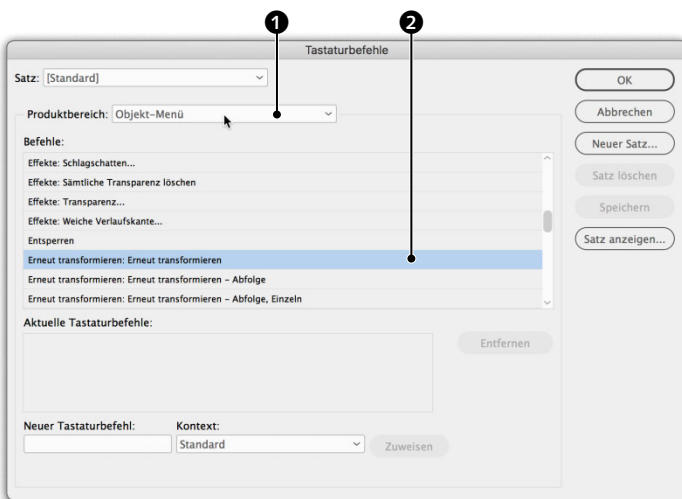 1 2
Tastaturbefehle
Satz: [Standard]
OK
Produktbereich: Objekt-Menü
Abbrechen
Befehle:
Neuer Satz...
Effekte: Schlagschatten...
Effekte: Sämtliche Transparenz löschen
Satz löschen
Effekte: Transparenz...
Speichern
Effekte: Weiche Verlaufskante...
Entsperren
Satz anzeigen...
Erneut transformieren: Erneut transformieren
Erneut transformieren: Erneut transformieren – Abfolge
Erneut transformieren: Erneut transformieren – Abfolge, Einzeln
Aktuelle Tastaturbefehle:
Entfernen
Neuer Tastaturbefehl: Kontext:
Standard
Zuweisen